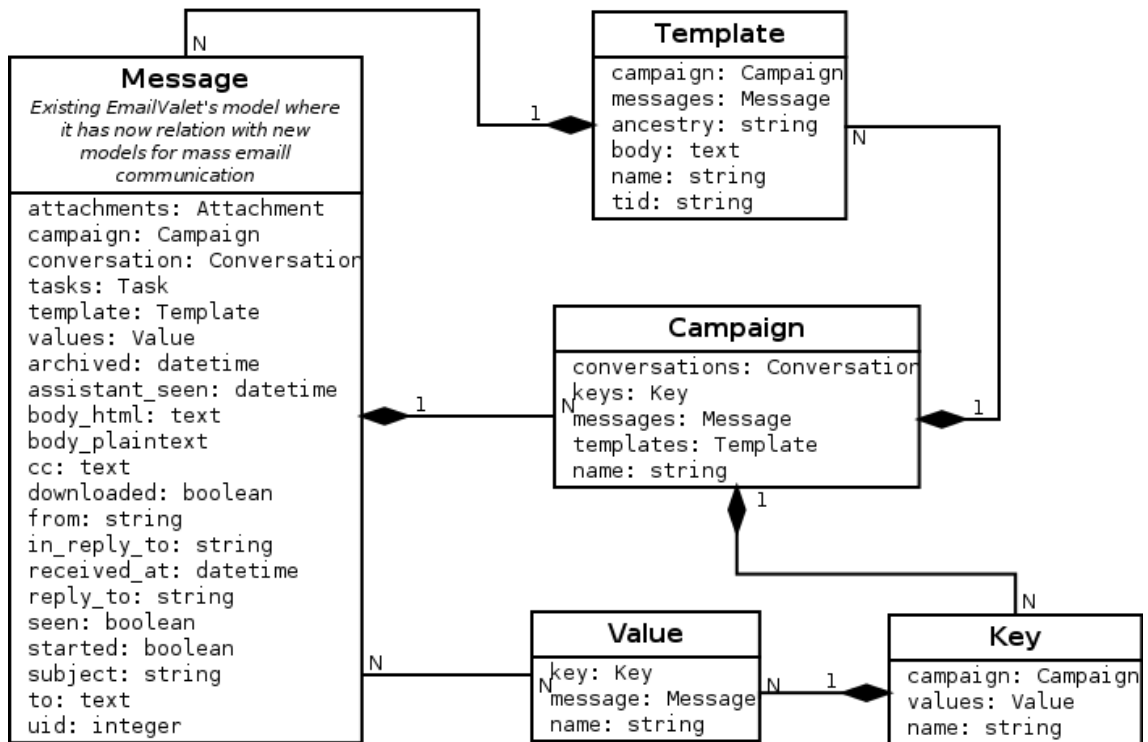 Message
Existing EmailValet's model where
it has now relation with new
models for mass emaill
communication
attachments: Attachment
campaign: Campaign
conversation: Conversation
tasks: Task
template: Template
values: Value
archived: datetime
assistant_seen: datetime
body_html: text
body_plaintext
cc: text
downloaded: boolean
from: string
in_reply_to: string
received_at: datetime
reply_to: string
seen: boolean
started: boolean
subject: string
to: text
uid: integer
N
1
Template
campaign: Campaign
messages: Message
ancestry: string
body: text
name: string
tid: string
N
1
Campaign
conversations: Conversation
keys: Key
messages: Message
templates: Template
name: string
1
N
1
N
Value
key: Key
message: Message
name: string
N
N
N
1
Key
campaign: Campaign
values: Value
name: string